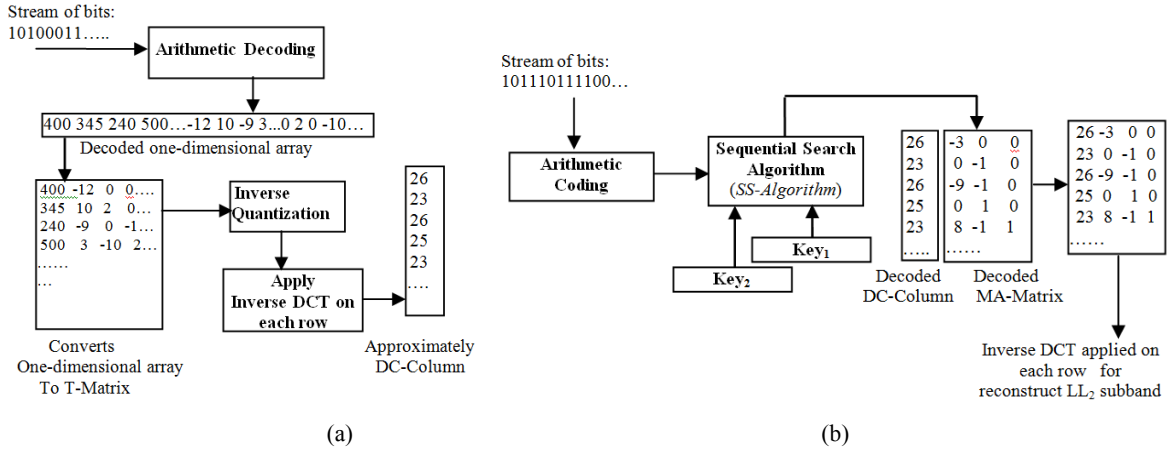 Stream of bits:
10100011…..
Arithmetic Decoding
400 345 240 500…-12 10 -9 3...0 2 0 -10…
Decoded one-dimensional array
400 -12 0 0….
345 10 2 0…
240 -9 0 -1…
500 3 -10 2…
……
…
Converts
One-dimensional array
To T-Matrix
Inverse
Quantization
Apply
Inverse DCT on
each row
26
23
26
25
23
….
Approximately
DC-Column
(a)
Stream of bits:
101110111100…
Arithmetic
Coding
Sequential Search
Algorithm
(SS-Algorithm)
Key1
Key2
26
23
26
25
23
…..
Decoded
DC-Column
-3 0 0
0 -1 0
-9 -1 0
0 1 0
8 -1 1
……
Decoded
MA-Matrix
26 -3 0 0
23 0 -1 0
26 -9 -1 0
25 0 1 0
23 8 -1 1
……
Inverse DCT applied on
each row for
reconstruct LL2 subband
(b)